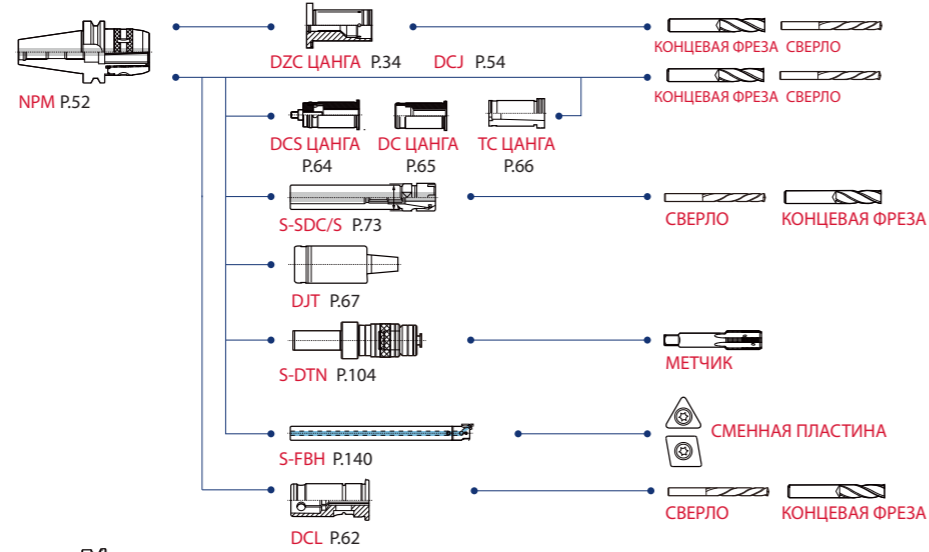 КОНЦЕВАЯ ФРЕЗА СВЕРЛО
DZC ЦАНГА P.34 DCJ P.54
NPM P.52
КОНЦЕВАЯ ФРЕЗА СВЕРЛО
DCS ЦАНГА DC ЦАНГА TC ЦАНГА
P.64 P.65 P.66
S-SDC/S P.73
СВЕРЛО КОНЦЕВАЯ ФРЕЗА
DJT P.67
S-DTN P.104
МЕТЧИК
СМЕННАЯ ПЛАСТИНА
S-FBH P.140
СВЕРЛО КОНЦЕВАЯ ФРЕЗА
DCL P.62